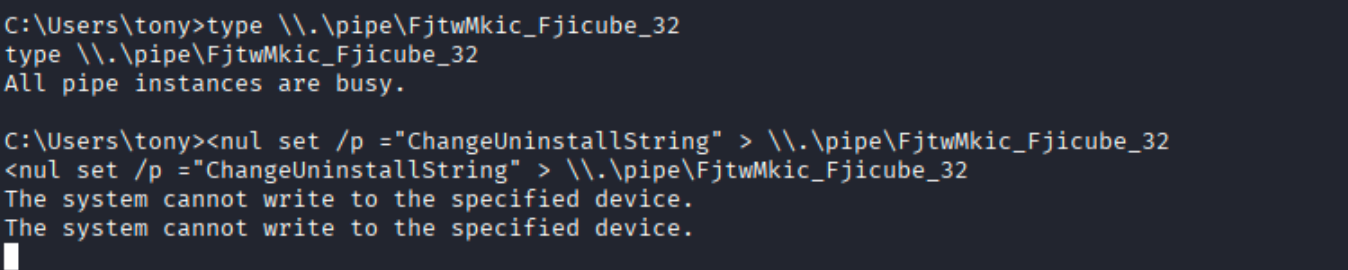 C:\Users\tony>type \\.\pipe\FjtwMkic_Fjicube_32
type \\.\pipe\FjtwMkic_Fjicube_32
All pipe instances are busy.
C:\Users\tony><nul set /p ="ChangeUninstallString" > \\.\pipe\FjtwMkic_Fjicube_32
<nul set /p ="ChangeUninstallString" > \\.\pipe\FjtwMkic_Fjicube_32
The system cannot write to the specified device.
The system cannot write to the specified device.